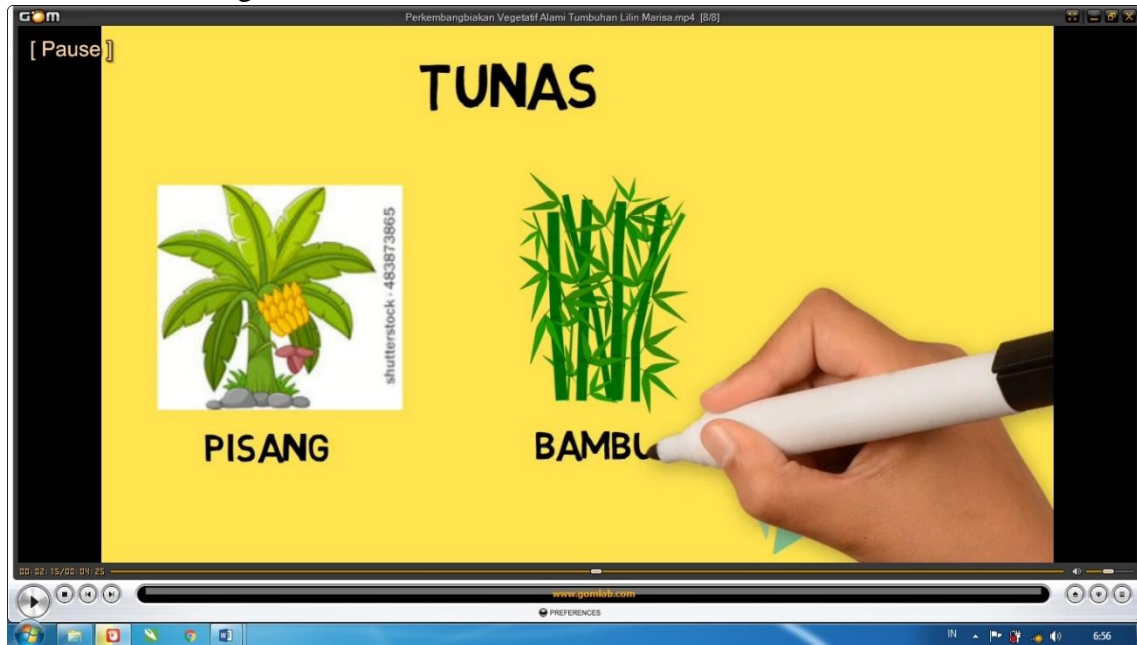 GOM
Perkembangbiakan Vegetatif Alami Tumbuhan Lilin Marisa.mp4 [8/8]
[ Pause ]
TUNAS
shutterstock · 483873865
PISANG
BAMBU
00:02:15/00:04:25
www.gomlab.com
PREFERENCES
IN
6:56